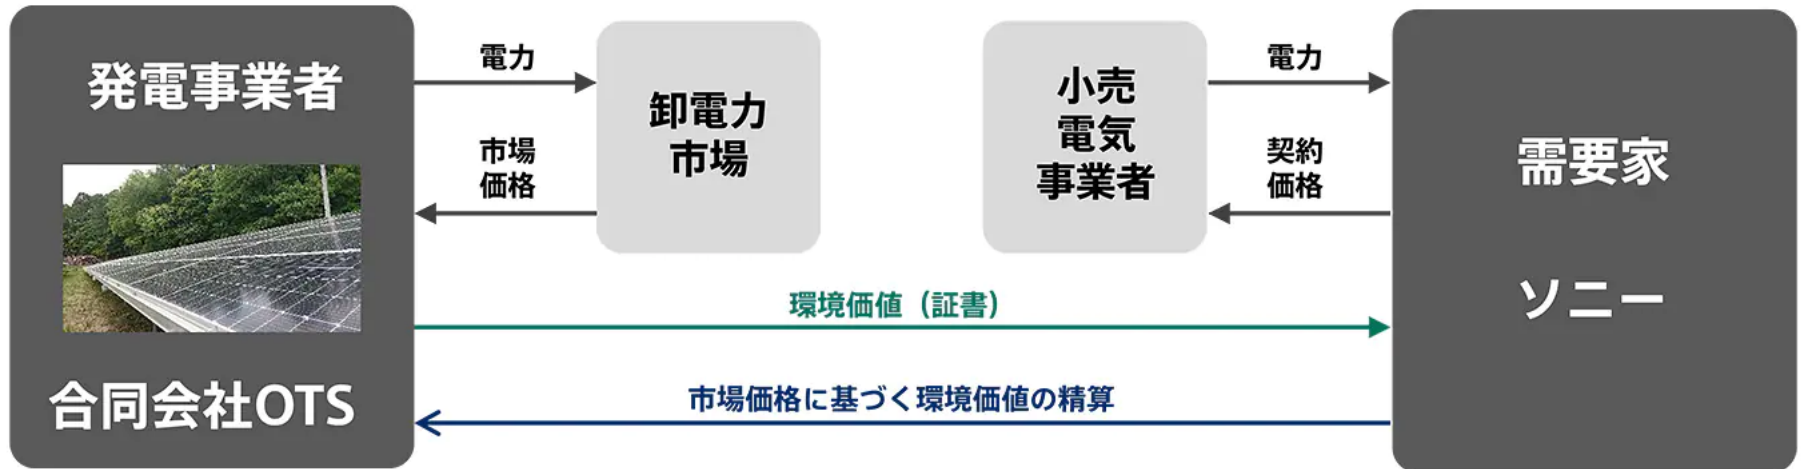 発電事業者
合同会社OTS
電力
市場
価格
卸電力
市場
小売
電気
事業者
電力
契約
価格
需要家
ソニー
環境価値（証書）
市場価格に基づく環境価値の精算